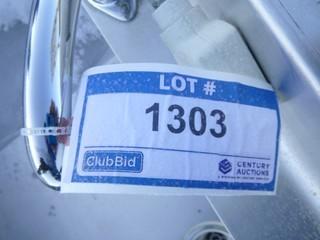 LOT #
1303
ClubBid
CENTURY
AUCTIONS